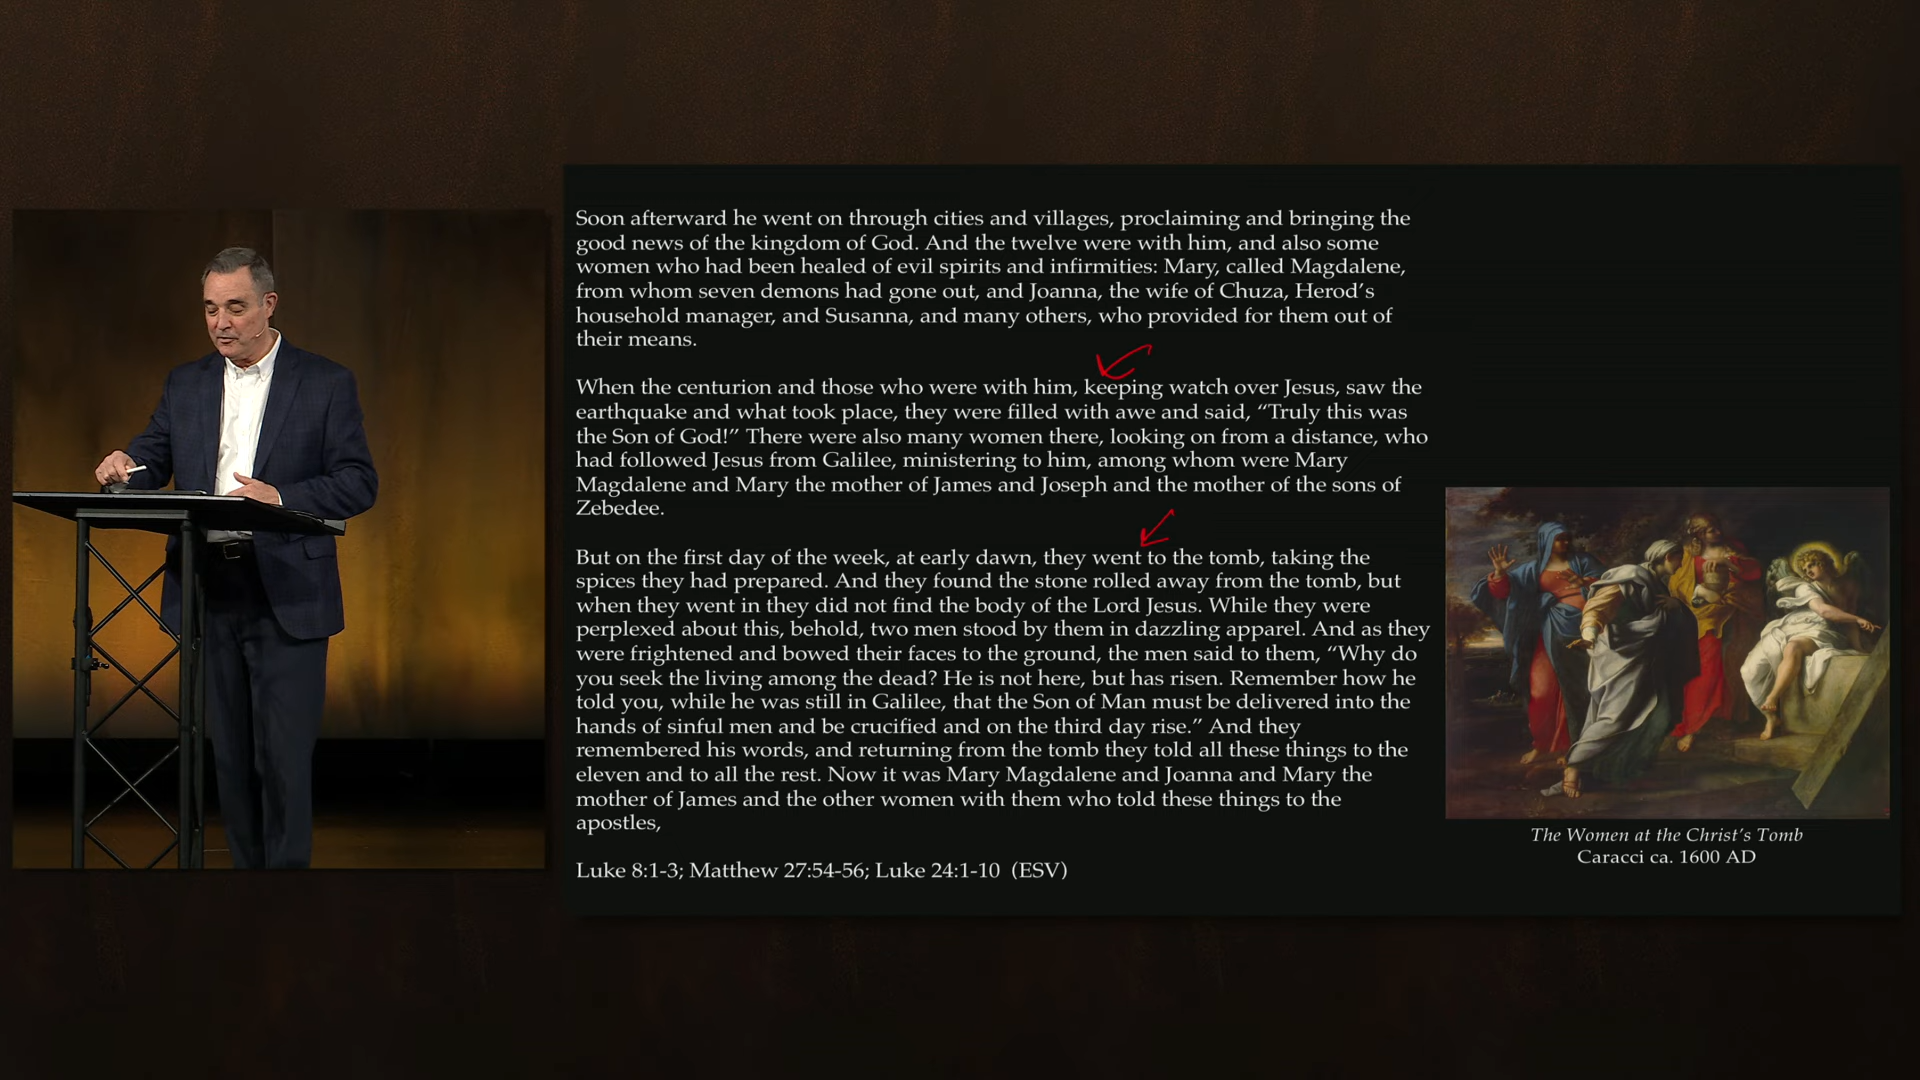 Soon afterward he went on through cities and villages, proclaiming and bringing the
good news of the kingdom of God. And the twelve were with him, and also some
women who had been healed of evil spirits and infirmities: Mary, called Magdalene,
from whom seven demons had gone out, and Joanna, the wife of Chuza, Herod’s
household manager, and Susanna, and many others, who provided for them out of
their means.
When the centurion and those who were with him, keeping watch over Jesus, saw the
earthquake and what took place, they were filled with awe and said, “Truly this was
the Son of God!” There were also many women there, looking on from a distance, who
had followed Jesus from Galilee, ministering to him, among whom were Mary
Magdalene and Mary the mother of James and Joseph and the mother of the sons of
Zebedee.
But on the first day of the week, at early dawn, they went to the tomb, taking the
spices they had prepared. And they found the stone rolled away from the tomb, but
when they went in they did not find the body of the Lord Jesus. While they were
perplexed about this, behold, two men stood by them in dazzling apparel. And as they
were frightened and bowed their faces to the ground, the men said to them, “Why do
you seek the living among the dead? He is not here, but has risen. Remember how he
told you, while he was still in Galilee, that the Son of Man must be delivered into the
hands of sinful men and be crucified and on the third day rise.” And they
remembered his words, and returning from the tomb they told all these things to the
eleven and to all the rest. Now it was Mary Magdalene and Joanna and Mary the
mother of James and the other women with them who told these things to the
apostles,
Luke 8:1-3; Matthew 27:54-56; Luke 24:1-10 (ESV)
The Women at the Christ’s Tomb
Caracci ca. 1600 AD